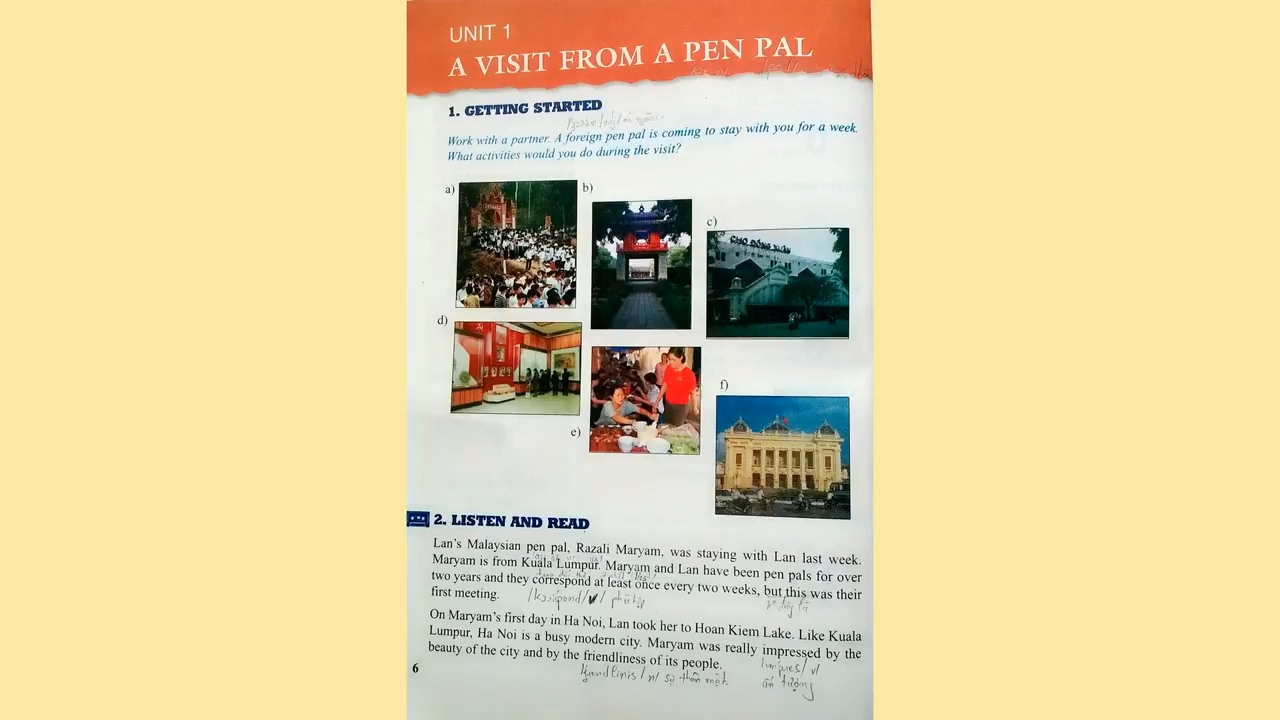 UNIT 1
A VISIT FROM A PEN PAL
1. GETTING STARTED
Work with a partner. A foreign pen pal is coming to stay with you for a week.
What activities would you do during the visit?
a)
b)
c)
CHỢ ĐỒNG XUÂN
d)
e)
f)
2. LISTEN AND READ
Lan's Malaysian pen pal, Razali Maryam, was staying with Lan last week.
Maryam is from Kuala Lumpur. Maryam and Lan have been pen pals for over
two years and they correspond at least once every two weeks, but this was their
first meeting.
phù hợp
On Maryam's first day in Ha Noi, Lan took her to Hoan Kiem Lake. Like Kuala
Lumpur, Ha Noi is a busy modern city. Maryam was really impressed by the
beauty of the city and by the friendliness of its people.
/n/ sự thân mật
ấn tượng
6